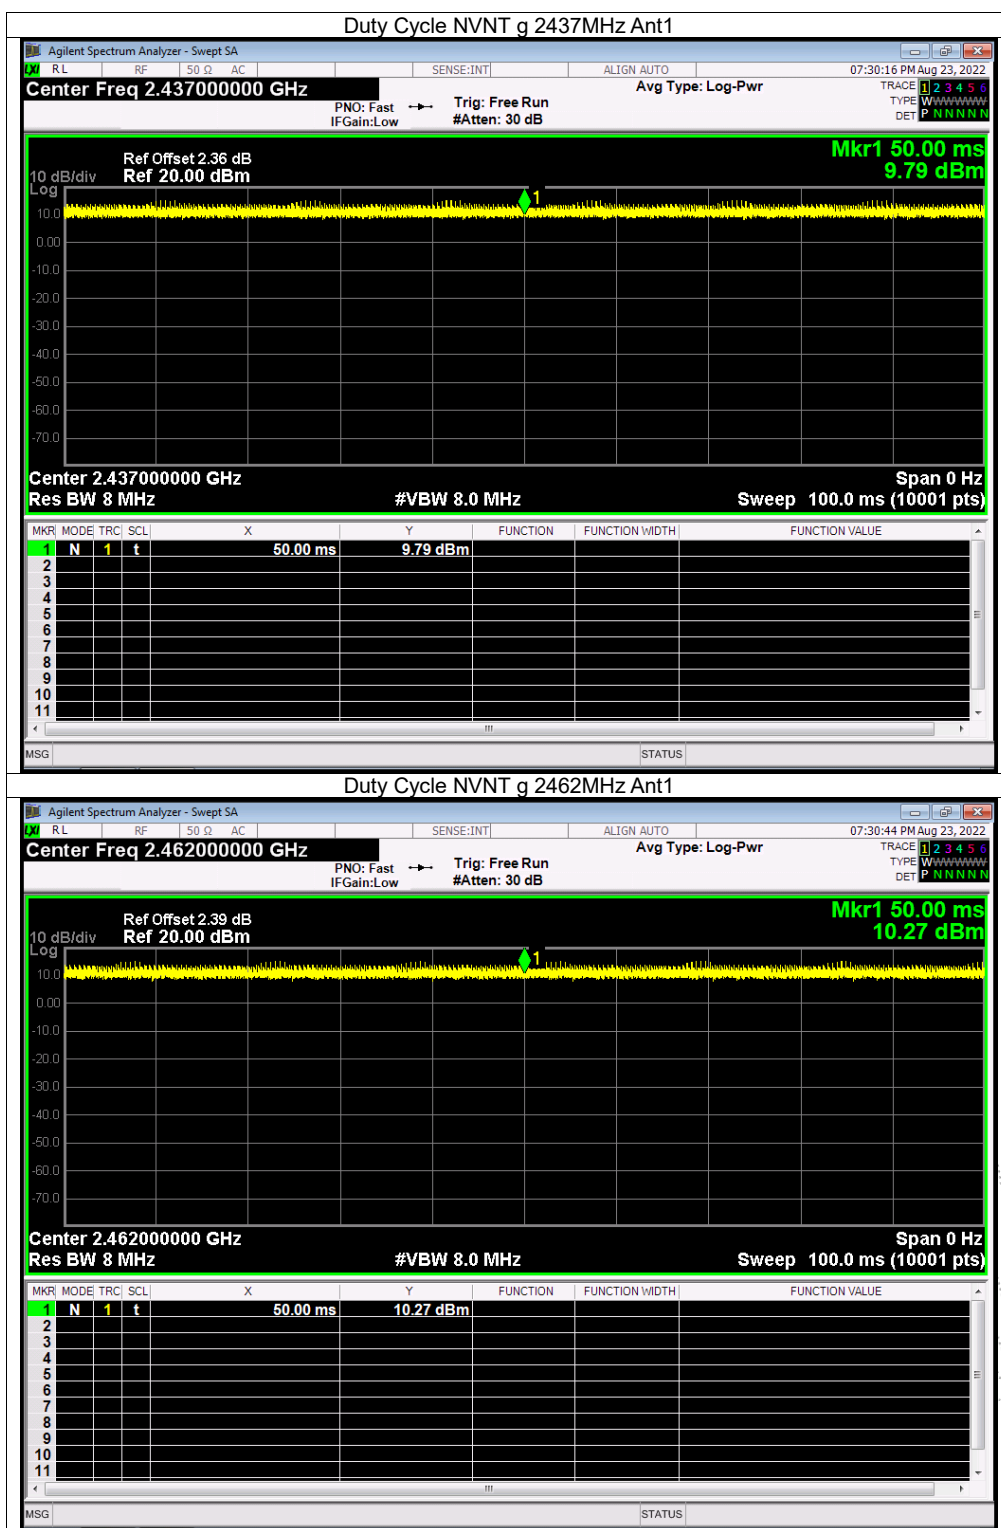 Duty Cycle NVNT g 2437MHz Ant1
Agilent Spectrum Analyzer - Swept SA
LXI RL RF 50 Ω AC SENSE:INT ALIGN AUTO 07:30:16 PM Aug 23, 2022
Center Freq 2.437000000 GHz Avg Type: Log-Pwr TRACE 1 2 3 4 5 6
PNO: Fast Trig: Free Run TYPE WWWWWW
IFGain:Low #Atten: 30 dB DET P N N N N N
Mkr1 50.00 ms
Ref Offset 2.36 dB
10 dB/div Ref 20.00 dBm 9.79 dBm
Log
1
10.0
0.00
-10.0
-20.0
-30.0
-40.0
-50.0
-60.0
-70.0
Center 2.437000000 GHz Span 0 Hz
Res BW 8 MHz #VBW 8.0 MHz Sweep 100.0 ms (10001 pts)
MKR MODE TRC SCL X Y FUNCTION FUNCTION WIDTH FUNCTION VALUE
1 N 1 t 50.00 ms 9.79 dBm
2
3
4
5
6
7
8
9
10
11
MSG STATUS
Duty Cycle NVNT g 2462MHz Ant1
Agilent Spectrum Analyzer - Swept SA
LXI RL RF 50 Ω AC SENSE:INT ALIGN AUTO 07:30:44 PM Aug 23, 2022
Center Freq 2.462000000 GHz Avg Type: Log-Pwr TRACE 1 2 3 4 5 6
PNO: Fast Trig: Free Run TYPE WWWWWW
IFGain:Low #Atten: 30 dB DET P N N N N N
Mkr1 50.00 ms
Ref Offset 2.39 dB
10 dB/div Ref 20.00 dBm 10.27 dBm
Log
1
10.0
0.00
-10.0
-20.0
-30.0
-40.0
-50.0
-60.0
-70.0
Center 2.462000000 GHz Span 0 Hz
Res BW 8 MHz #VBW 8.0 MHz Sweep 100.0 ms (10001 pts)
MKR MODE TRC SCL X Y FUNCTION FUNCTION WIDTH FUNCTION VALUE
1 N 1 t 50.00 ms 10.27 dBm
2
3
4
5
6
7
8
9
10
11
MSG STATUS